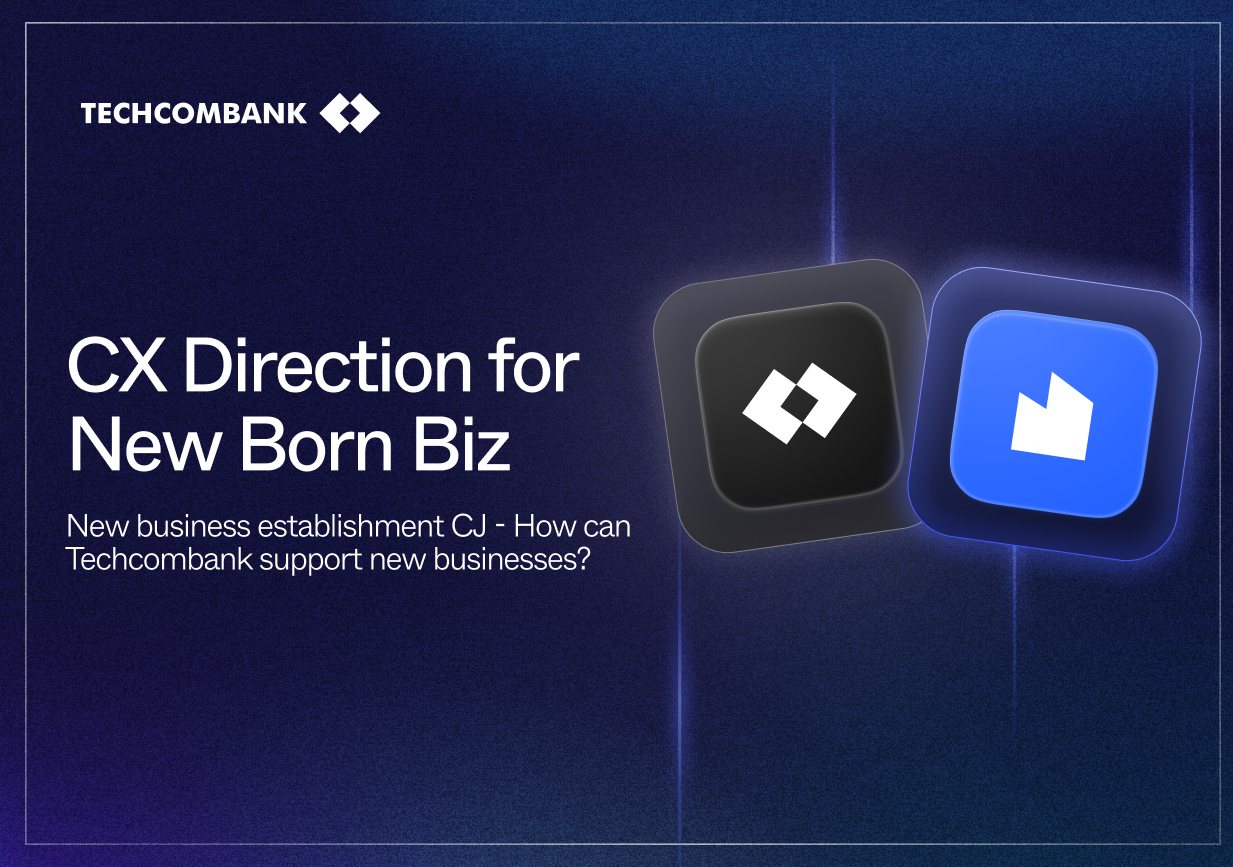 TECHCOMBANK
CX Direction for
New Born Biz
New business establishment CJ - How can
Techcombank support new businesses?